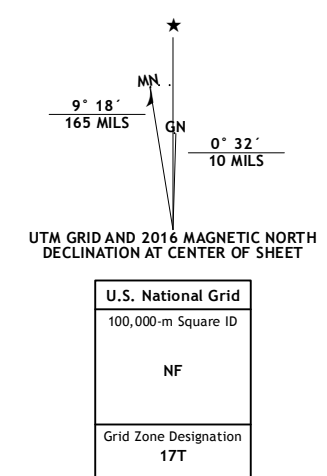 ★
MN
9° 18´
165 MILS
GN
0° 32´
10 MILS
UTM GRID AND 2016 MAGNETIC NORTH
DECLINATION AT CENTER OF SHEET
U.S. National Grid
100,000-m Square ID
NF
Grid Zone Designation
17T